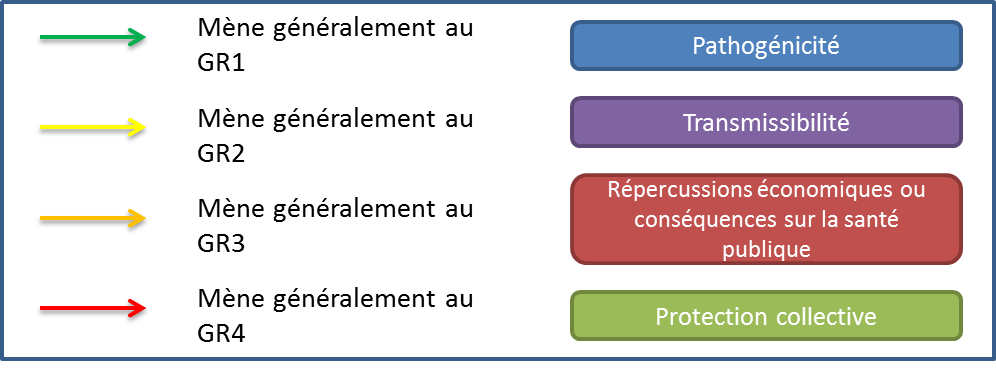 Mène généralement au
GR1
Pathogénicité
Mène généralement au
GR2
Transmissibilité
Mène généralement au
GR3
Répercussions économiques ou
conséquences sur la santé
publique
Mène généralement au
GR4
Protection collective